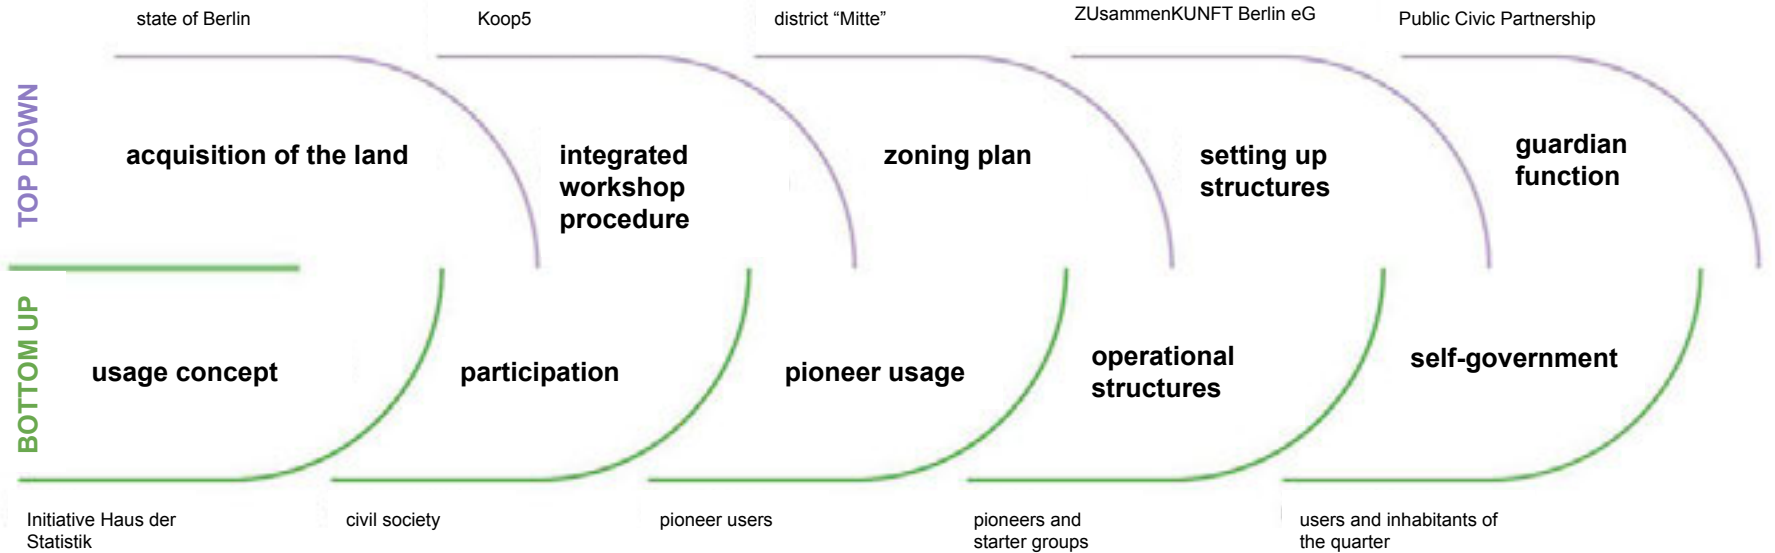 state of Berlin
Koop5
district “Mitte”
ZUsammenKUNFT Berlin eG
Public Civic Partnership
TOP DOWN
acquisition of the land
integrated
workshop
procedure
zoning plan
setting up
structures
guardian
function
BOTTOM UP
usage concept
participation
pioneer usage
operational
structures
self-government
Initiative Haus der
Statistik
civil society
pioneer users
pioneers and
starter groups
users and inhabitants of
the quarter